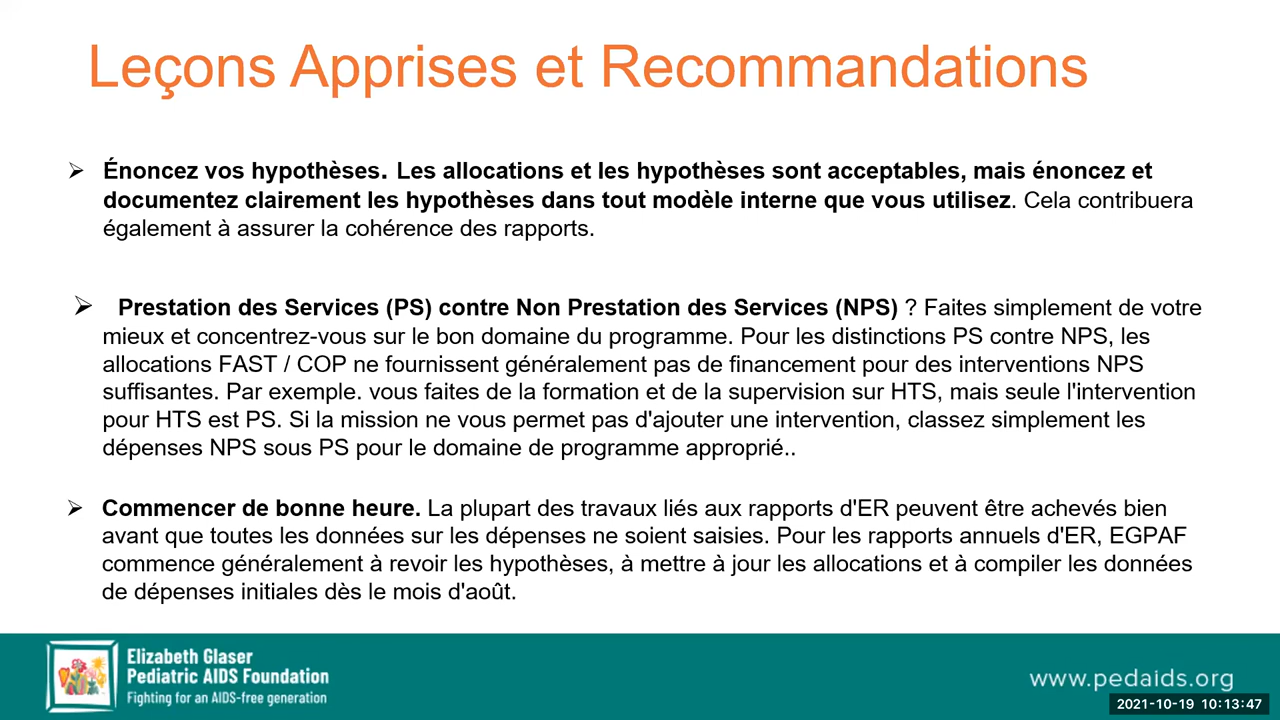 Leçons Apprises et Recommandations
➢ Énoncez vos hypothèses. Les allocations et les hypothèses sont acceptables, mais énoncez et
documentez clairement les hypothèses dans tout modèle interne que vous utilisez. Cela contribuera
également à assurer la cohérence des rapports.
➢ Prestation des Services (PS) contre Non Prestation des Services (NPS) ? Faites simplement de votre
mieux et concentrez-vous sur le bon domaine du programme. Pour les distinctions PS contre NPS, les
allocations FAST / COP ne fournissent généralement pas de financement pour des interventions NPS
suffisantes. Par exemple. vous faites de la formation et de la supervision sur HTS, mais seule l'intervention
pour HTS est PS. Si la mission ne vous permet pas d'ajouter une intervention, classez simplement les
dépenses NPS sous PS pour le domaine de programme approprié..
➢ Commencer de bonne heure. La plupart des travaux liés aux rapports d'ER peuvent être achevés bien
avant que toutes les données sur les dépenses ne soient saisies. Pour les rapports annuels d'ER, EGPAF
commence généralement à revoir les hypothèses, à mettre à jour les allocations et à compiler les données
de dépenses initiales dès le mois d'août.
Elizabeth Glaser
Pediatric AIDS Foundation
Fighting for an AIDS-free generation
www.pedaids.org
2021-10-19 10:13:47